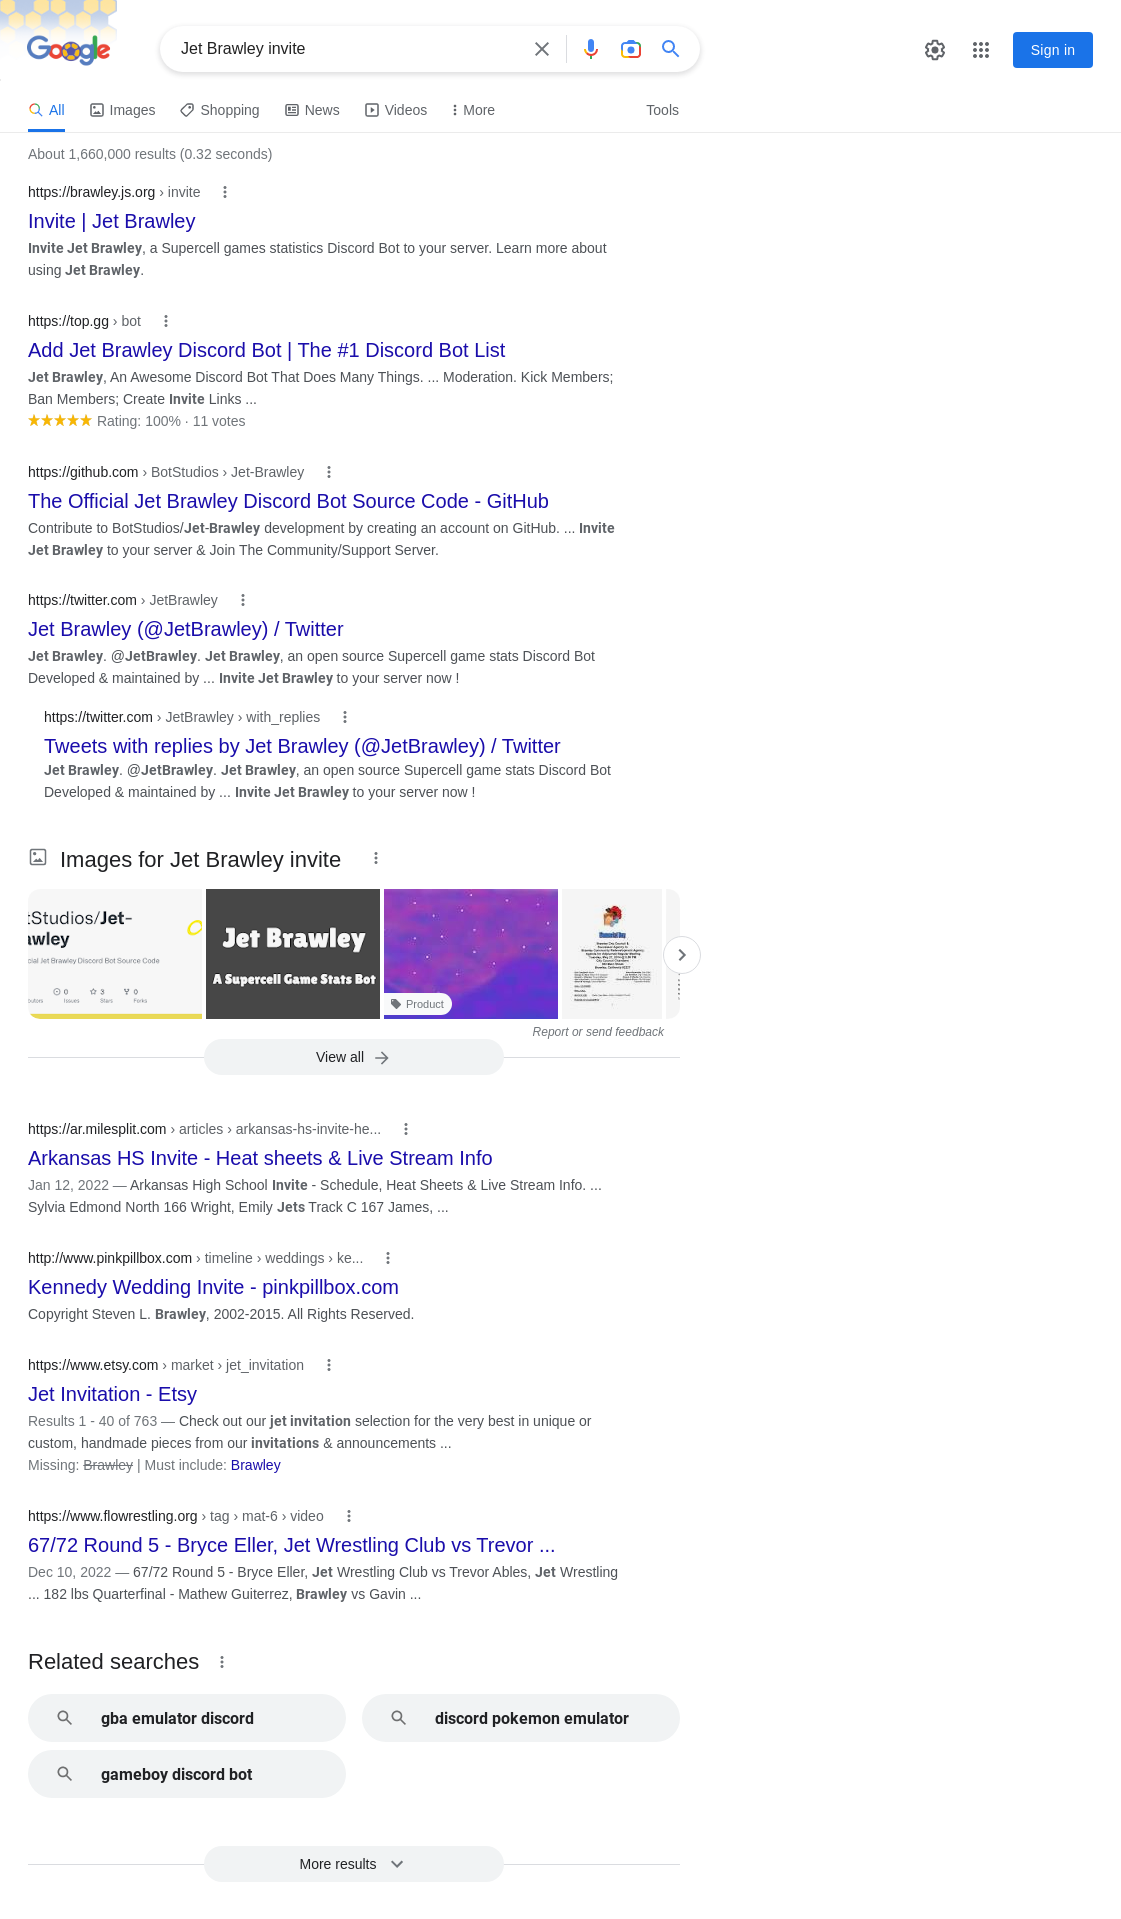 Google
Jet Brawley invite
Sign in
All
Images
Shopping
News
Videos
More
Tools
About 1,660,000 results (0.32 seconds)
https://brawley.js.org › invite
Invite | Jet Brawley
Invite Jet Brawley, a Supercell games statistics Discord Bot to your server. Learn more about
using Jet Brawley.
https://top.gg › bot
Add Jet Brawley Discord Bot | The #1 Discord Bot List
Jet Brawley, An Awesome Discord Bot That Does Many Things. ... Moderation. Kick Members;
Ban Members; Create Invite Links ...
Rating: 100% · 11 votes
https://github.com › BotStudios › Jet-Brawley
The Official Jet Brawley Discord Bot Source Code - GitHub
Contribute to BotStudios/Jet-Brawley development by creating an account on GitHub. ... Invite
Jet Brawley to your server & Join The Community/Support Server.
https://twitter.com › JetBrawley
Jet Brawley (@JetBrawley) / Twitter
Jet Brawley. @JetBrawley. Jet Brawley, an open source Supercell game stats Discord Bot
Developed & maintained by ... Invite Jet Brawley to your server now !
https://twitter.com › JetBrawley › with_replies
Tweets with replies by Jet Brawley (@JetBrawley) / Twitter
Jet Brawley. @JetBrawley. Jet Brawley, an open source Supercell game stats Discord Bot
Developed & maintained by ... Invite Jet Brawley to your server now !
Images for Jet Brawley invite
tStudios/Jet-
awley
cial Jet Brawley Discord Bot Source Code
0
3
0
butors
Issues
Stars
Forks
Jet Brawley
A Supercell Game Stats Bot
Product
Memorial Day
Report or send feedback
View all
https://ar.milesplit.com › articles › arkansas-hs-invite-he...
Arkansas HS Invite - Heat sheets & Live Stream Info
Jan 12, 2022 — Arkansas High School Invite - Schedule, Heat Sheets & Live Stream Info. ...
Sylvia Edmond North 166 Wright, Emily Jets Track C 167 James, ...
http://www.pinkpillbox.com › timeline › weddings › ke...
Kennedy Wedding Invite - pinkpillbox.com
Copyright Steven L. Brawley, 2002-2015. All Rights Reserved.
https://www.etsy.com › market › jet_invitation
Jet Invitation - Etsy
Results 1 - 40 of 763 — Check out our jet invitation selection for the very best in unique or
custom, handmade pieces from our invitations & announcements ...
Missing: Brawley | Must include: Brawley
https://www.flowrestling.org › tag › mat-6 › video
67/72 Round 5 - Bryce Eller, Jet Wrestling Club vs Trevor ...
Dec 10, 2022 — 67/72 Round 5 - Bryce Eller, Jet Wrestling Club vs Trevor Ables, Jet Wrestling
... 182 lbs Quarterfinal - Mathew Guiterrez, Brawley vs Gavin ...
Related searches
gba emulator discord
discord pokemon emulator
gameboy discord bot
More results